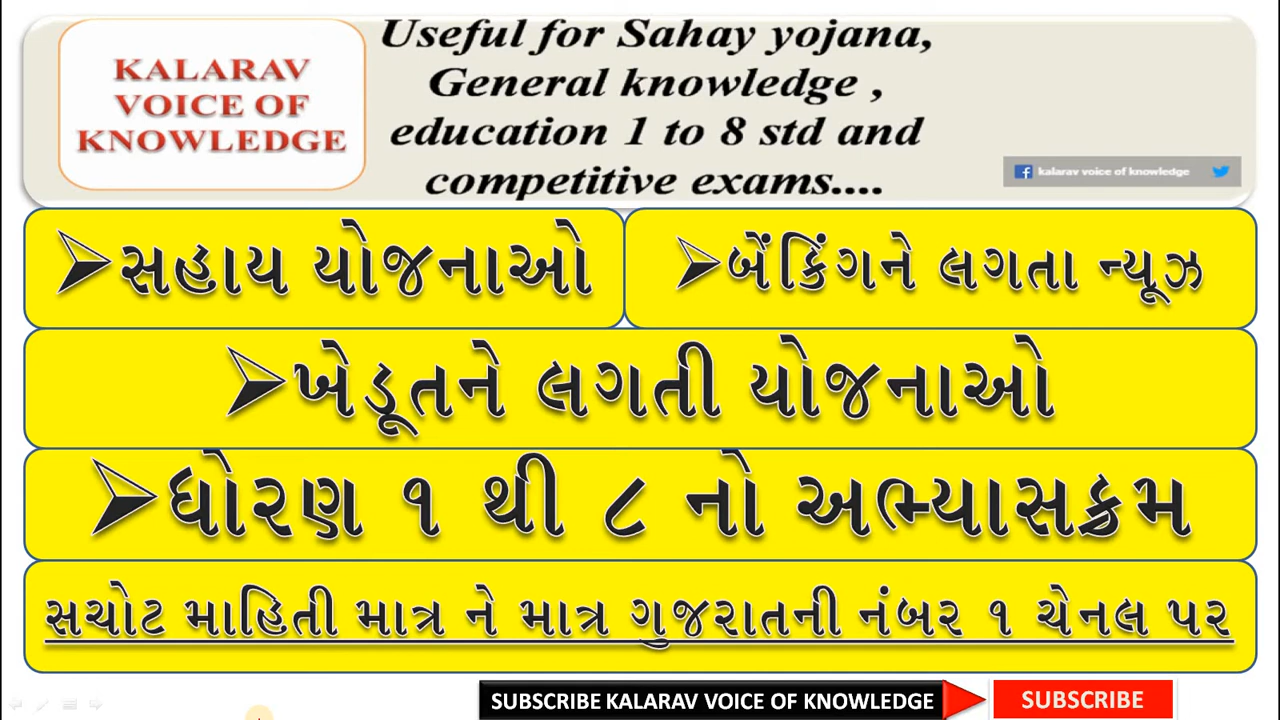 KALARAV
VOICE OF
KNOWLEDGE
Useful for Sahay yojana,
General knowledge ,
education 1 to 8 std and
competitive exams....
kalarav voice of knowledge
➢સહાય યોજનાઓ
➢બેંકિંગને લગતા ન્યૂઝ
➢ખેડૂતને લગતી યોજનાઓ
➢ધોરણ ૧ થી ૮ નો અભ્યાસક્રમ
સચોટ માહિતી માત્ર ને માત્ર ગુજરાતની નંબર ૧ ચેનલ પર
SUBSCRIBE KALARAV VOICE OF KNOWLEDGE
SUBSCRIBE